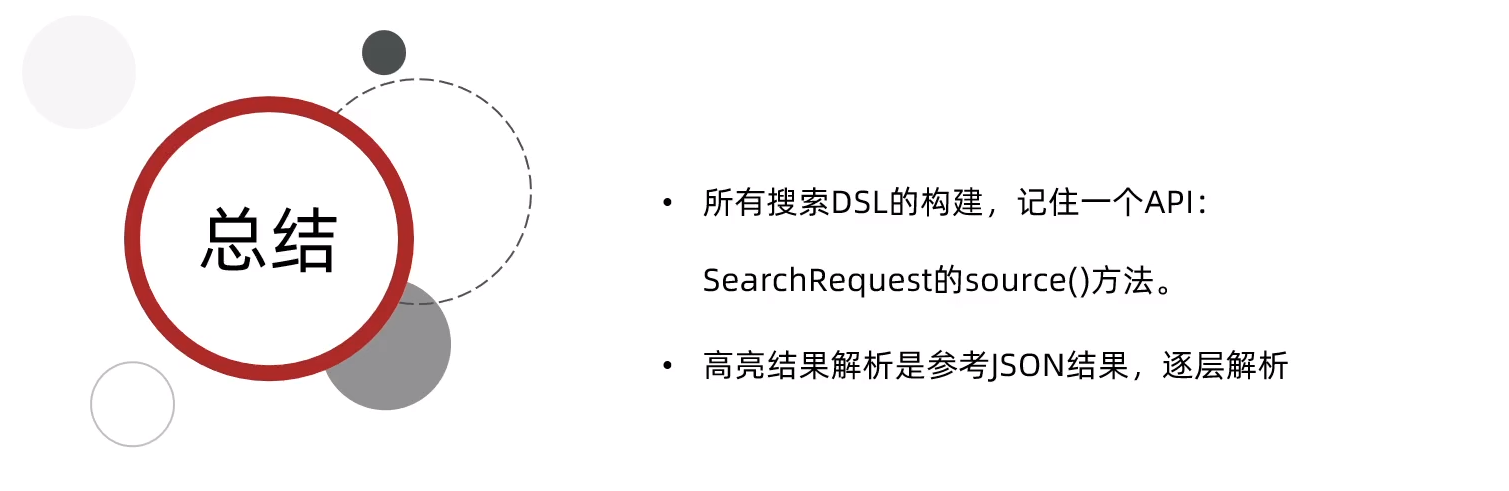 总结
• 所有搜索DSL的构建，记住一个API：
SearchRequest的source()方法。
• 高亮结果解析是参考JSON结果，逐层解析